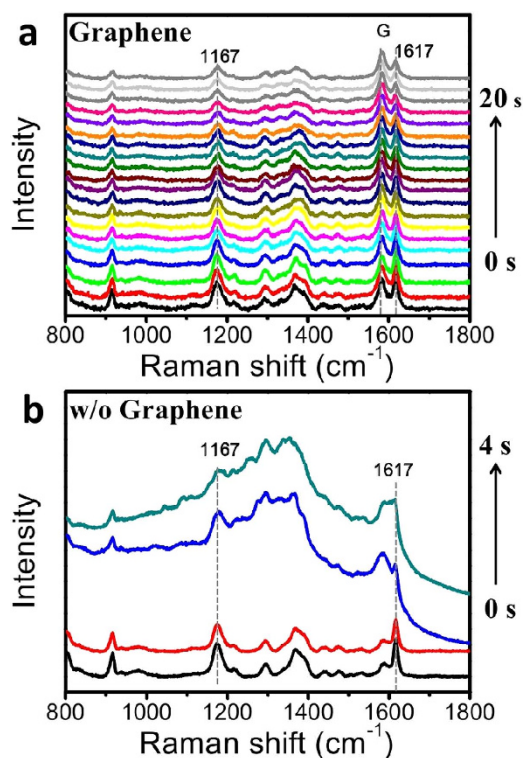 a Graphene
1167
G
1617
20 s
0 s
Intensity
800 1000 1200 1400 1600 1800
Raman shift (cm⁻¹)
b w/o Graphene
1167
1617
4 s
0 s
Intensity
800 1000 1200 1400 1600 1800
Raman shift (cm⁻¹)